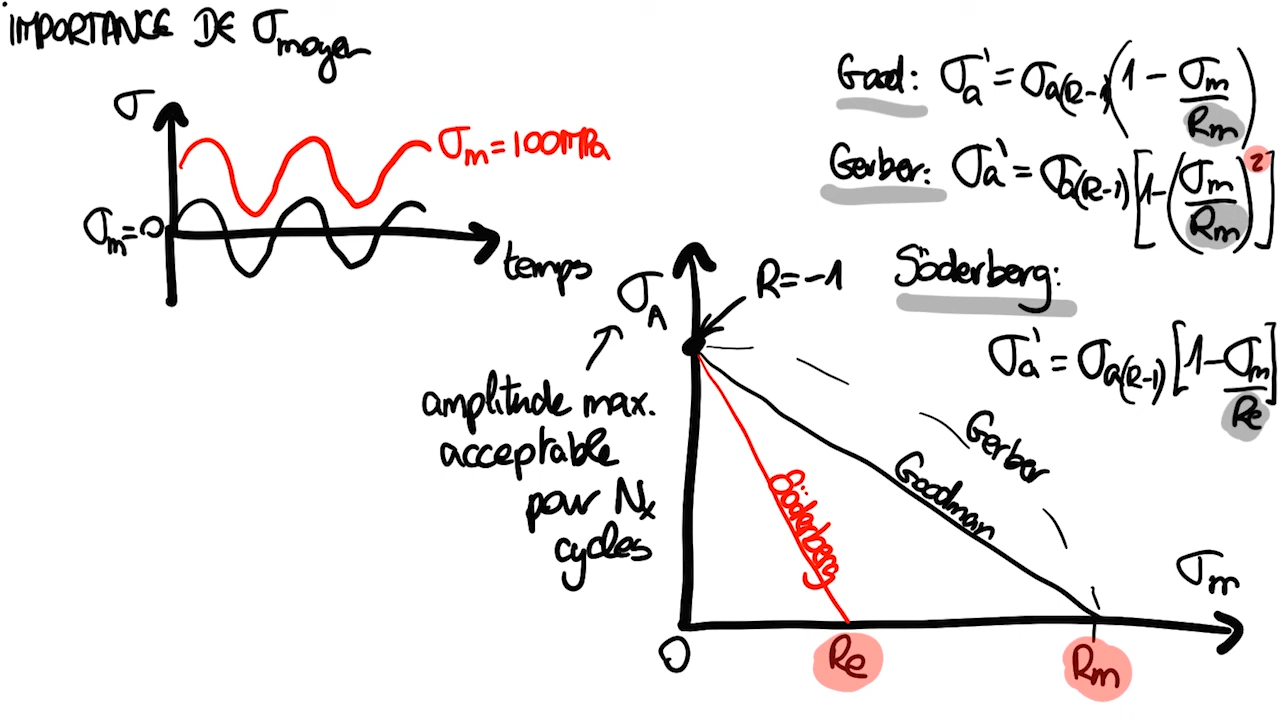 IMPORTANCE DE σmoyen
σ
σm=100MPa
σm=0
temps
Good: σa' = σa(R-1) (1 - σm/Rm)
Gerber: σa' = σa(R-1) [1-(σm/Rm)²]
Söderberg:
σa' = σa(R-1) [1-σm/Re]
σA
R=-1
amplitude max.
acceptable
pour Nx
cycles
Gerber
Goodman
Söderberg
σm
O
Re
Rm